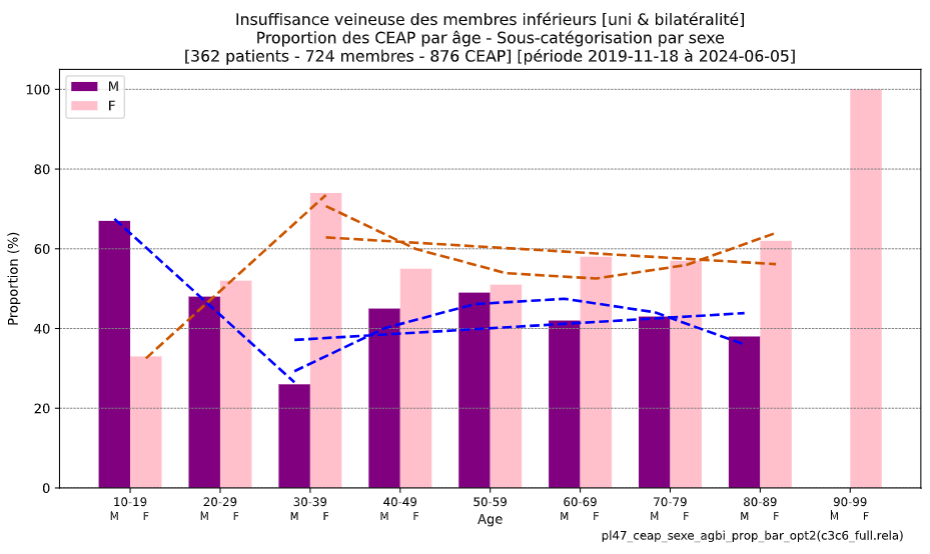 Insuffisance veineuse des membres inférieurs [uni & bilatéralité]
Proportion des CEAP par âge - Sous-catégorisation par sexe
[362 patients - 724 membres - 876 CEAP] [période 2019-11-18 à 2024-06-05]
M
F
Proportion (%)
100
80
60
40
20
0
10-19 20-29 30-39 40-49 50-59 60-69 70-79 80-89 90-99
M F M F M F M F M F M F M F M F
Age
pl47_ceap_sexe_agbi_prop_bar_opt2(c3c6_full.rela)